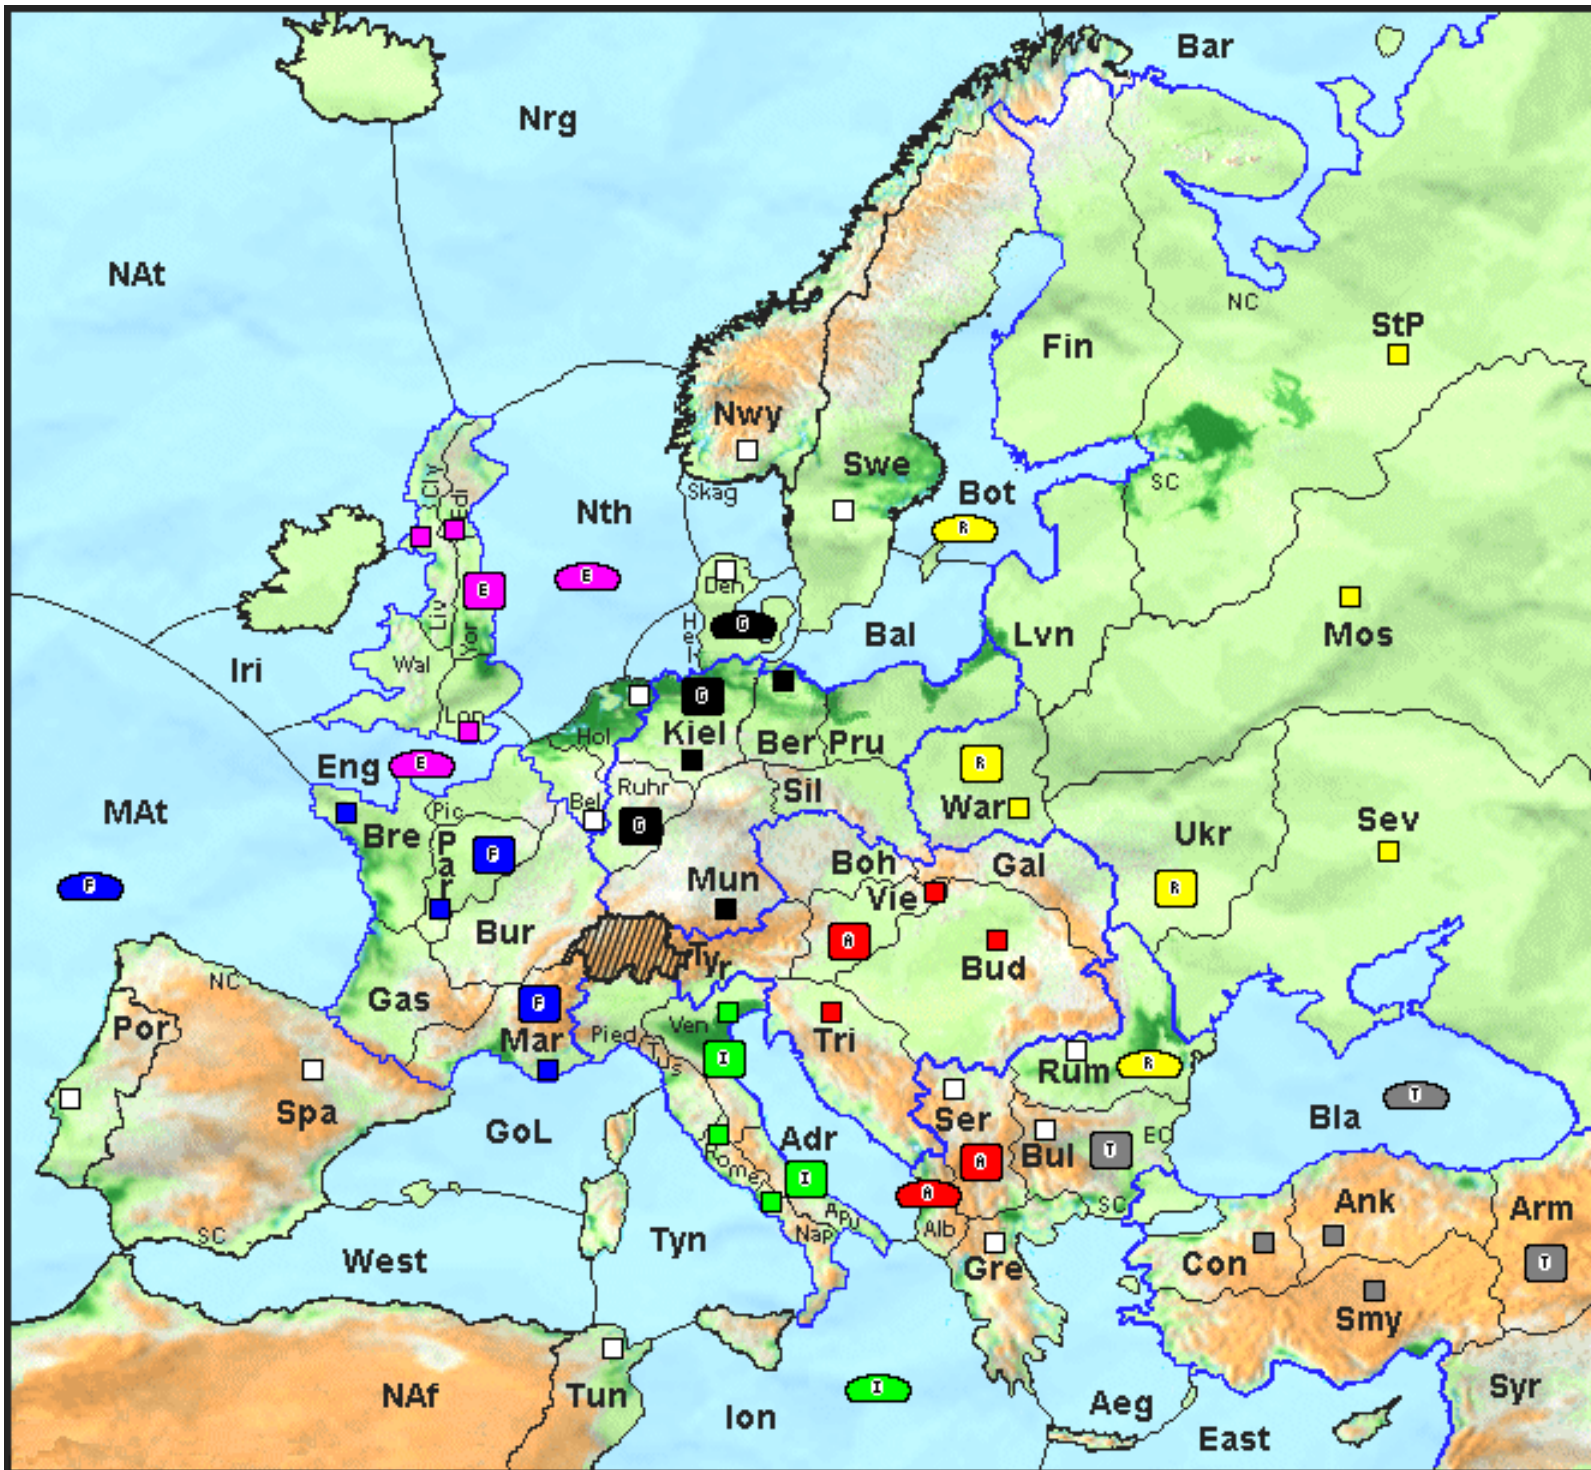 Bar
Nrg
NAt
NC
StP
Fin
Nwy
Swe
Cly
Edi
Skag
Bot
SC
Nth
R
E
E
Den
G
Hel
Bal
Lvn
Mos
Liv
Yor
Wal
Iri
Lon
G
Kiel
Hol
Ber
Pru
Eng
E
R
Ruhr
Sil
War
MAt
Pic
Bel
Bre
Par
F
G
Ukr
Sev
Boh
Gal
F
Mun
Vie
R
Bur
A
Tyr
Bud
NC
Gas
F
Por
Mar
Pied
Ven
Tri
Tus
I
Rum
R
Spa
GoL
Adr
Ser
T
Bla
Bul
T
EC
Rome
I
A
A
Ank
Arm
SC
Apu
Nap
Alb
SC
West
Tyn
Gre
Con
T
Smy
NAf
Tun
I
Ion
Aeg
East
Syr